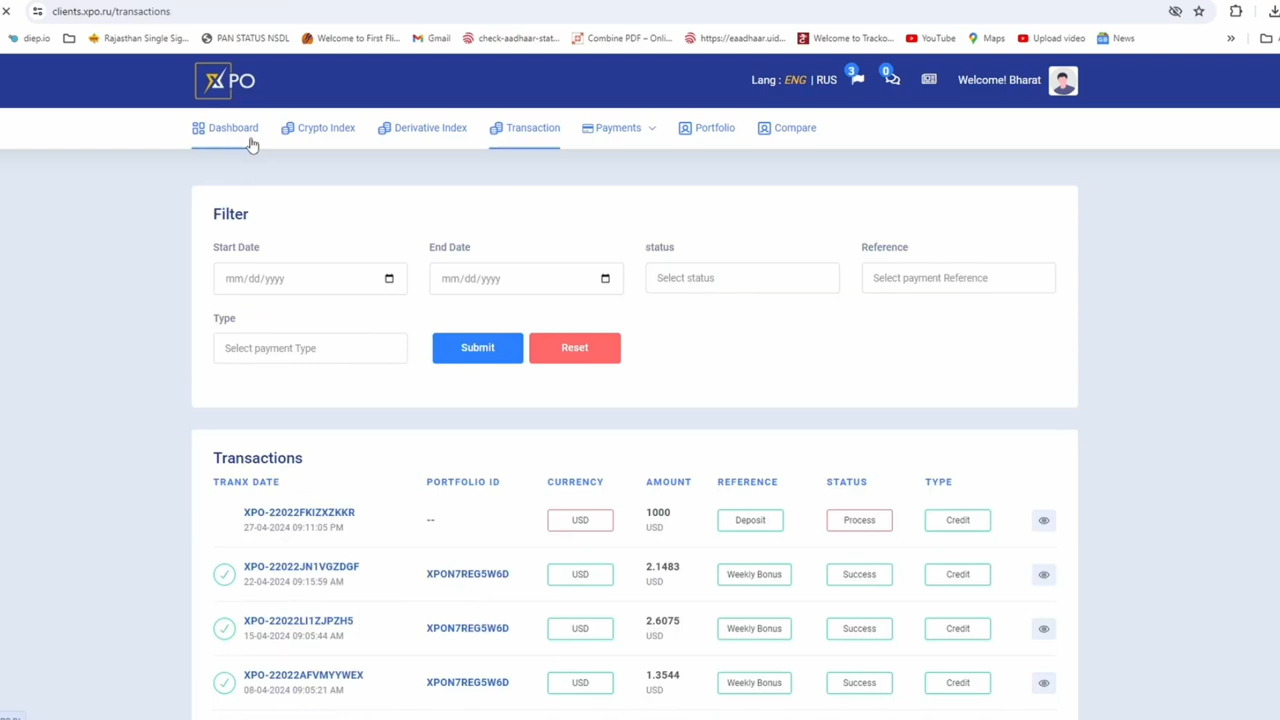 clients.xpo.ru/transactions
diep.io Rajasthan Single Sig... PAN STATUS NSDL Welcome to First Fli... Gmail check-aadhaar-stat... Combine PDF – Onli... https://eaadhaar.uid... Welcome to Tracko... YouTube Maps Upload video News »
XPO Lang : ENG | RUS 3 0 Welcome! Bharat
Dashboard Crypto Index Derivative Index Transaction Payments Portfolio Compare
Filter
Start Date End Date status Reference
mm/dd/yyyy mm/dd/yyyy Select status Select payment Reference
Type
Select payment Type Submit Reset
Transactions
TRANX DATE PORTFOLIO ID CURRENCY AMOUNT REFERENCE STATUS TYPE
XPO-22022FKIZXZKKR -- USD 1000 Deposit Process Credit
27-04-2024 09:11:05 PM USD
XPO-22022JN1VGZDGF XPON7REG5W6D USD 2.1483 Weekly Bonus Success Credit
22-04-2024 09:15:59 AM USD
XPO-22022LI1ZJPZH5 XPON7REG5W6D USD 2.6075 Weekly Bonus Success Credit
15-04-2024 09:05:44 AM USD
XPO-22022AFVMYYWEX XPON7REG5W6D USD 1.3544 Weekly Bonus Success Credit
08-04-2024 09:05:21 AM USD